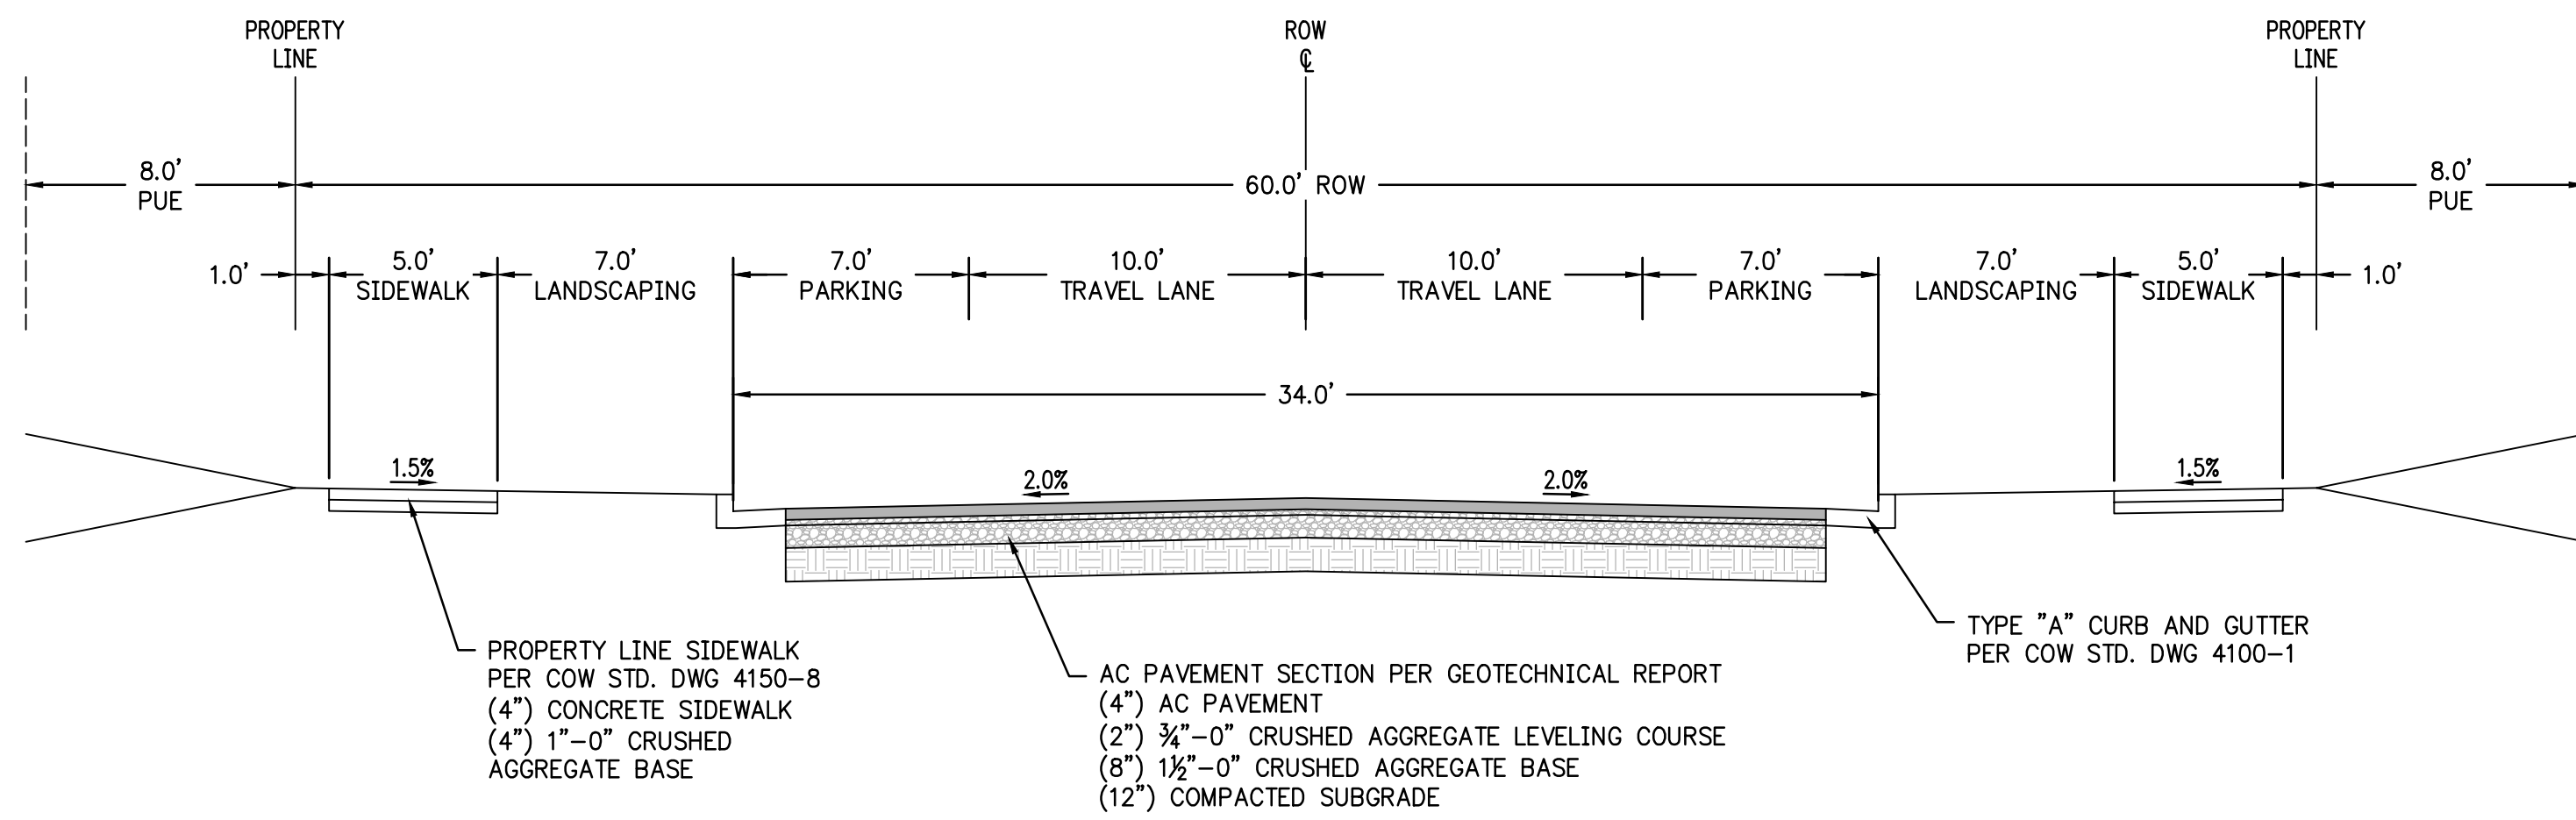 PROPERTY
LINE
ROW
℄
PROPERTY
LINE
8.0'
PUE
60.0' ROW
8.0'
PUE
1.0'
5.0'
SIDEWALK
7.0'
LANDSCAPING
7.0'
PARKING
10.0'
TRAVEL LANE
10.0'
TRAVEL LANE
7.0'
PARKING
7.0'
LANDSCAPING
5.0'
SIDEWALK
1.0'
34.0'
1.5%
2.0%
2.0%
1.5%
PROPERTY LINE SIDEWALK
PER COW STD. DWG 4150-8
(4") CONCRETE SIDEWALK
(4") 1"-0" CRUSHED
AGGREGATE BASE
AC PAVEMENT SECTION PER GEOTECHNICAL REPORT
(4") AC PAVEMENT
(2") ¾"-0" CRUSHED AGGREGATE LEVELING COURSE
(8") 1½"-0" CRUSHED AGGREGATE BASE
(12") COMPACTED SUBGRADE
TYPE "A" CURB AND GUTTER
PER COW STD. DWG 4100-1